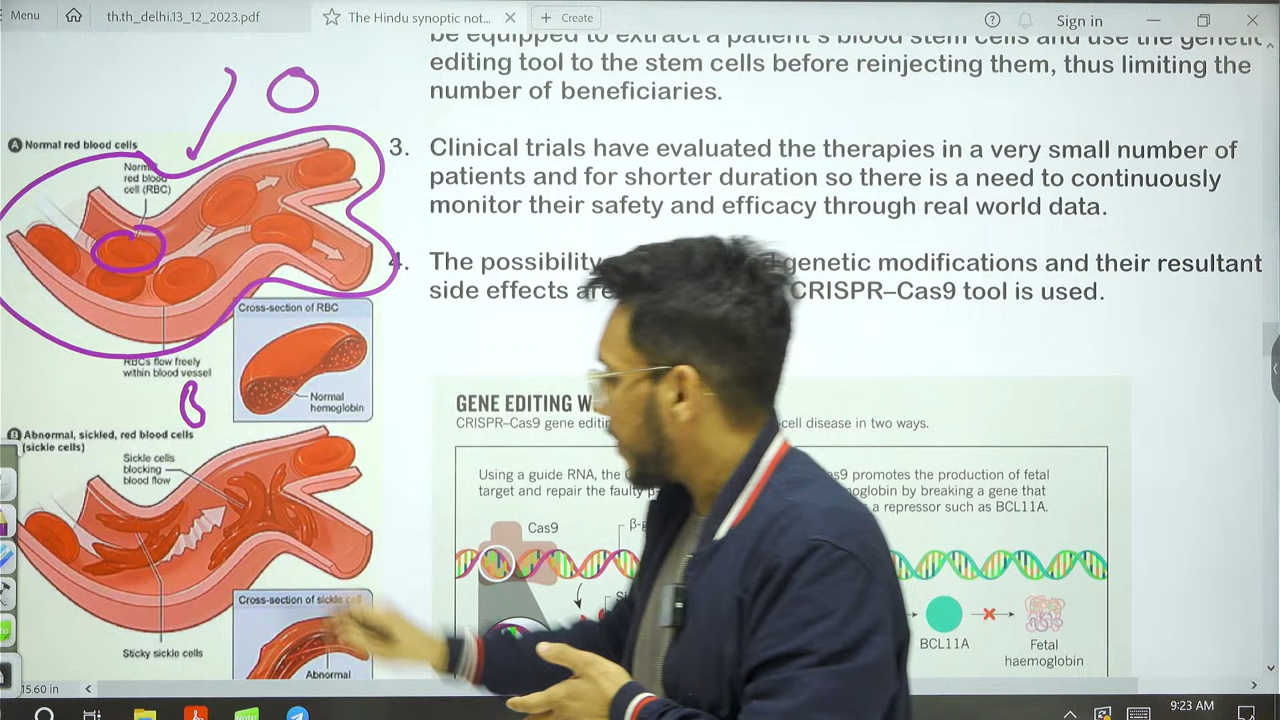 Menu
th.th_delhi.13_12_2023.pdf
The Hindu synoptic not...
Create
Sign in
be equipped to extract a patient's blood stem cells and use the genetic
editing tool to the stem cells before reinjecting them, thus limiting the
number of beneficiaries.
3. Clinical trials have evaluated the therapies in a very small number of
patients and for shorter duration so there is a need to continuously
monitor their safety and efficacy through real world data.
4. The possibility genetic modifications and their resultant
side effects are CRISPR–Cas9 tool is used.
A Normal red blood cells
red blood
cell (RBC)
RBCs flow freely
within blood vessel
Cross-section of RBC
Normal
hemoglobin
B
B Abnormal, sickled, red blood cells
(sickle cells)
Sickle cells
blocking
blood flow
Sticky sickle cells
Cross-section of sickle cell
Abnormal
GENE EDITING
CRISPR–Cas9 gene disease in two ways.
Using a guide RNA, the
target and repair the faulty
promotes the production of fetal
by breaking a gene that
a repressor such as BCL11A.
Cas9
BCL11A
Fetal
haemoglobin
15.60 in
9:23 AM